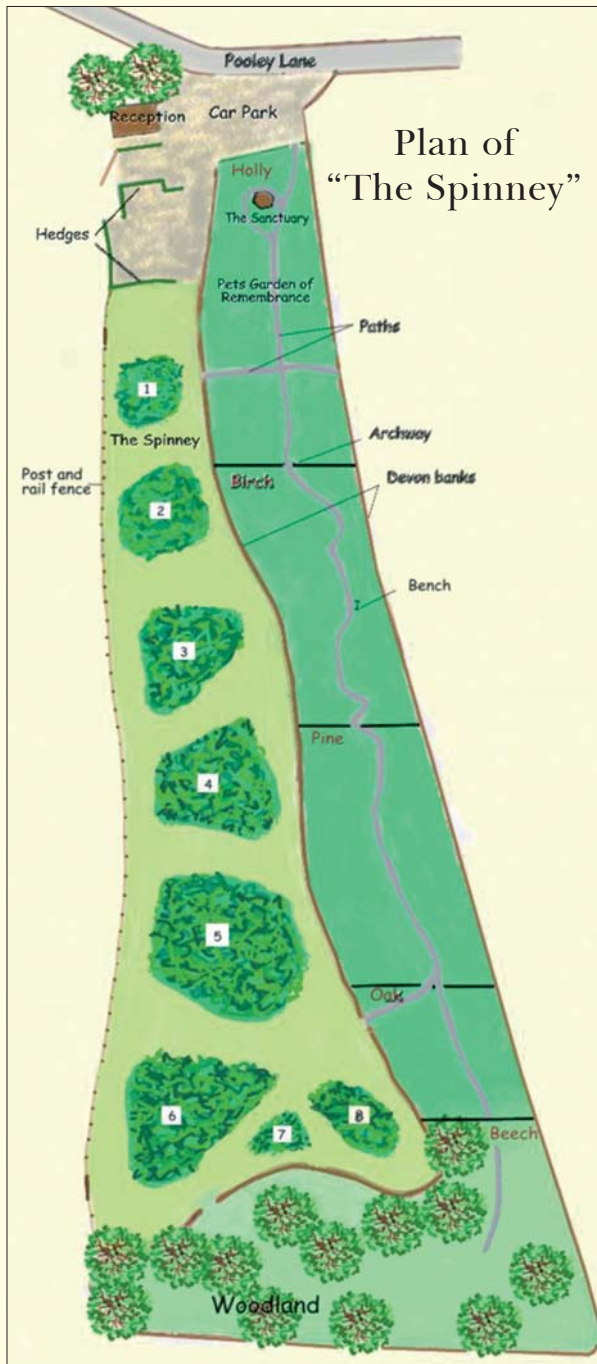 Pooley Lane
Reception
Car Park
Plan of
"The Spinney"
Holly
The Sanctuary
Hedges
Pets Garden of
Remembrance
Paths
1
The Spinney
Archway
Post and
rail fence
Birch
Devon banks
2
Bench
3
Pine
4
5
Oak
6
7
8
Beech
Woodland